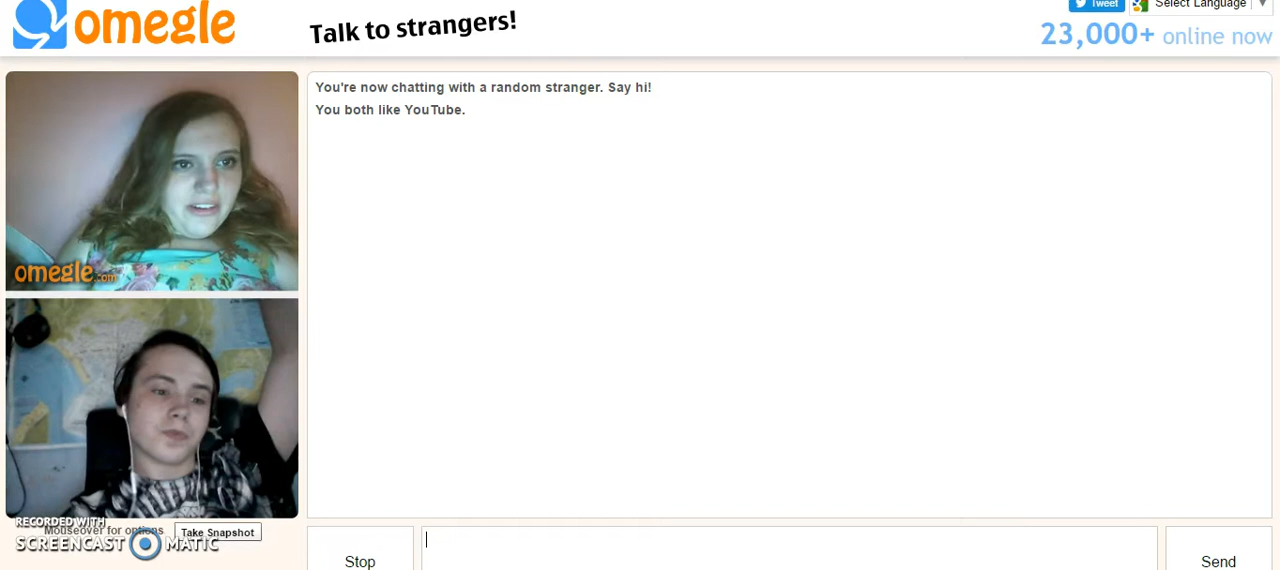 omegle
Talk to strangers!
Tweet
Select Language
23,000+ online now
You're now chatting with a random stranger. Say hi!
You both like YouTube.
omegle.com
RECORDED WITH
Mouseover for options
Take Snapshot
SCREENCAST MATIC
Stop
Send